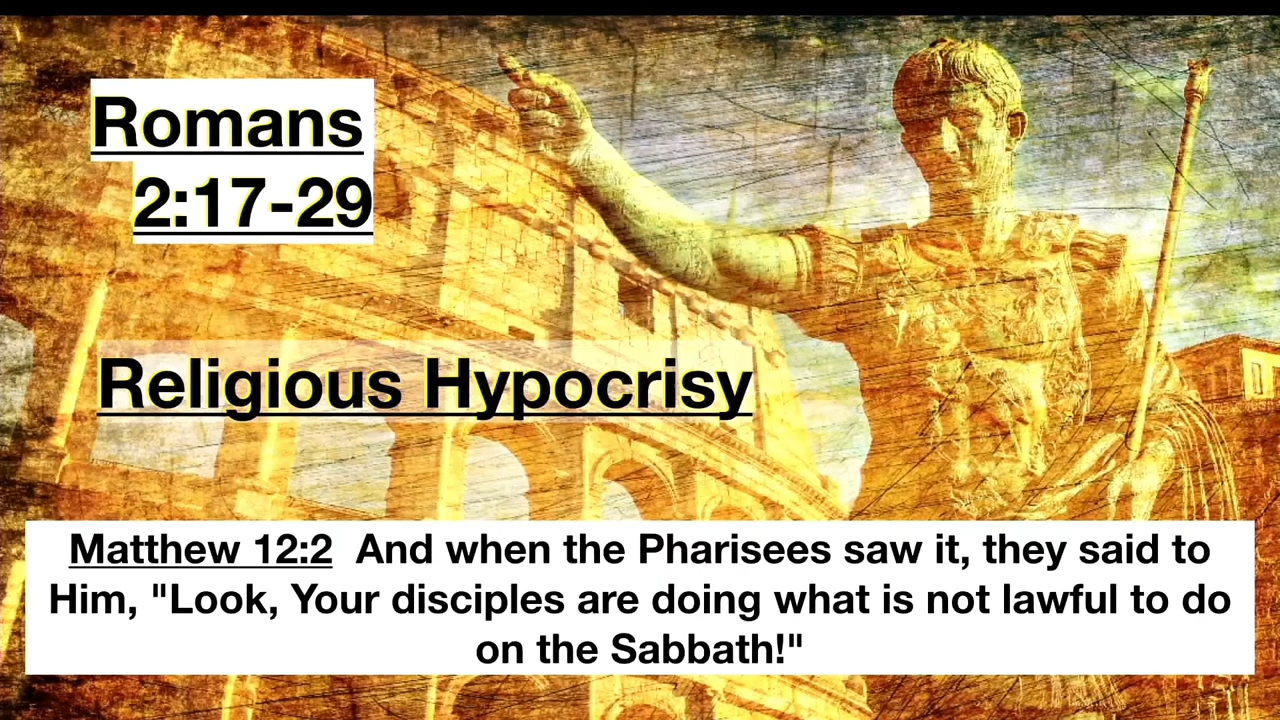 Romans
2:17-29
Religious Hypocrisy
Matthew 12:2  And when the Pharisees saw it, they said to
Him, "Look, Your disciples are doing what is not lawful to do
on the Sabbath!"